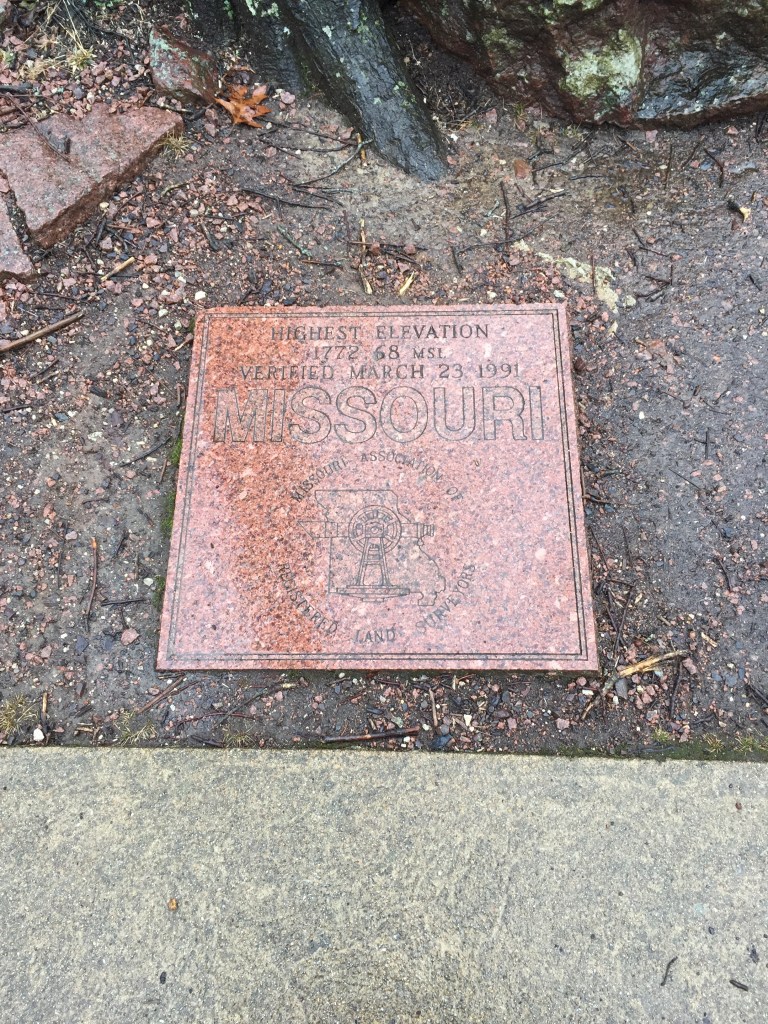 HIGHEST ELEVATION
1772.68 MSL
VERIFIED MARCH 23, 1991
MISSOURI
MISSOURI ASSOCIATION OF
REGISTERED LAND SURVEYORS